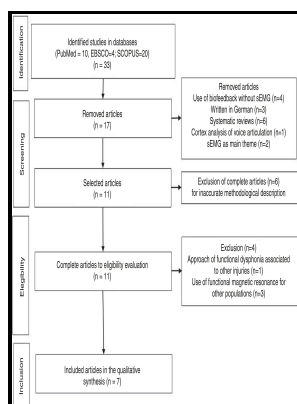 Identification
Identified studies in databases
(PubMed = 10, EBSCO=4; SCOPUS=20)
(n = 33)
Screening
Removed articles
(n = 17)
Removed articles
Use of biofeedback without sEMG (n=4)
Written in German (n=3)
Systematic reviews (n=6)
Cortex analysis of voice articulation (n=1)
sEMG as main theme (n=2)
Selected articles
(n = 11)
Exclusion of complete articles (n=6)
for inaccurate methodological description
Elegibility
Complete articles to eligibility evaluation
(n = 11)
Exclusion (n=4)
Approach of functional dysphonia associated
to other injuries (n=1)
Use of functional magnetic resonance for
other populations (n=3)
Inclusion
Included articles in the qualitative
synthesis (n = 7)